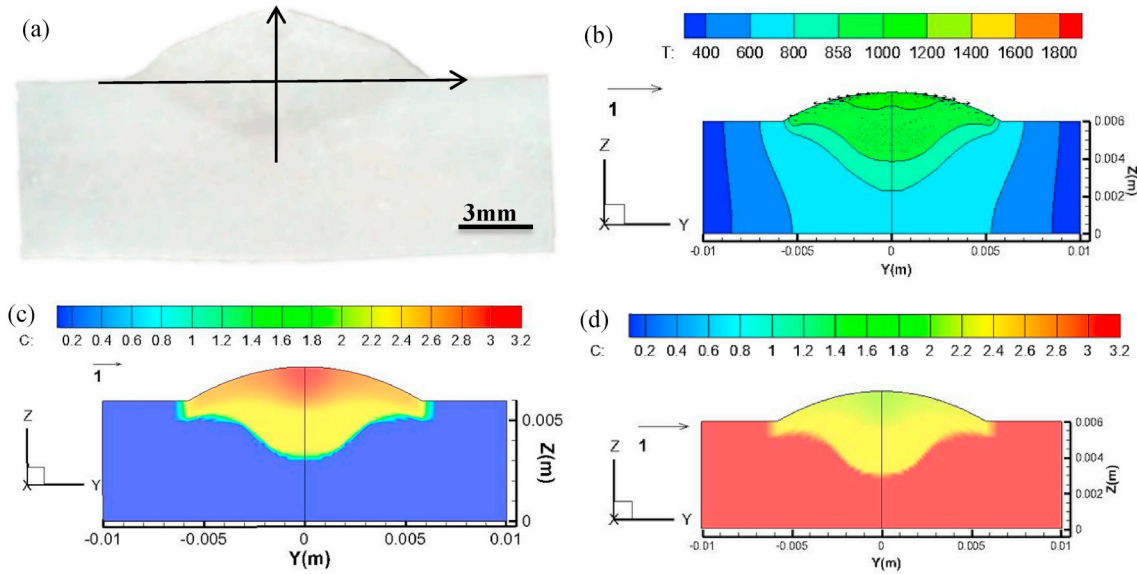 (a)
3mm
(b)
T: 400 600 800 858 1000 1200 1400 1600 1800
1
Z
X Y
0.006
0.004
0.002
0
Z(m)
-0.01 -0.005 0 0.005 0.01
Y(m)
(c)
C: 0.2 0.4 0.6 0.8 1 1.2 1.4 1.6 1.8 2 2.2 2.4 2.6 2.8 3 3.2
1
Z
X Y
0.005
0
Z(m)
-0.01 -0.005 0 0.005 0.01
Y(m)
(d)
C: 0.2 0.4 0.6 0.8 1 1.2 1.4 1.6 1.8 2 2.2 2.4 2.6 2.8 3 3.2
1
Z
X Y
0.006
0.004
0.002
0
Z(m)
-0.01 -0.005 0 0.005 0.01
Y(m)